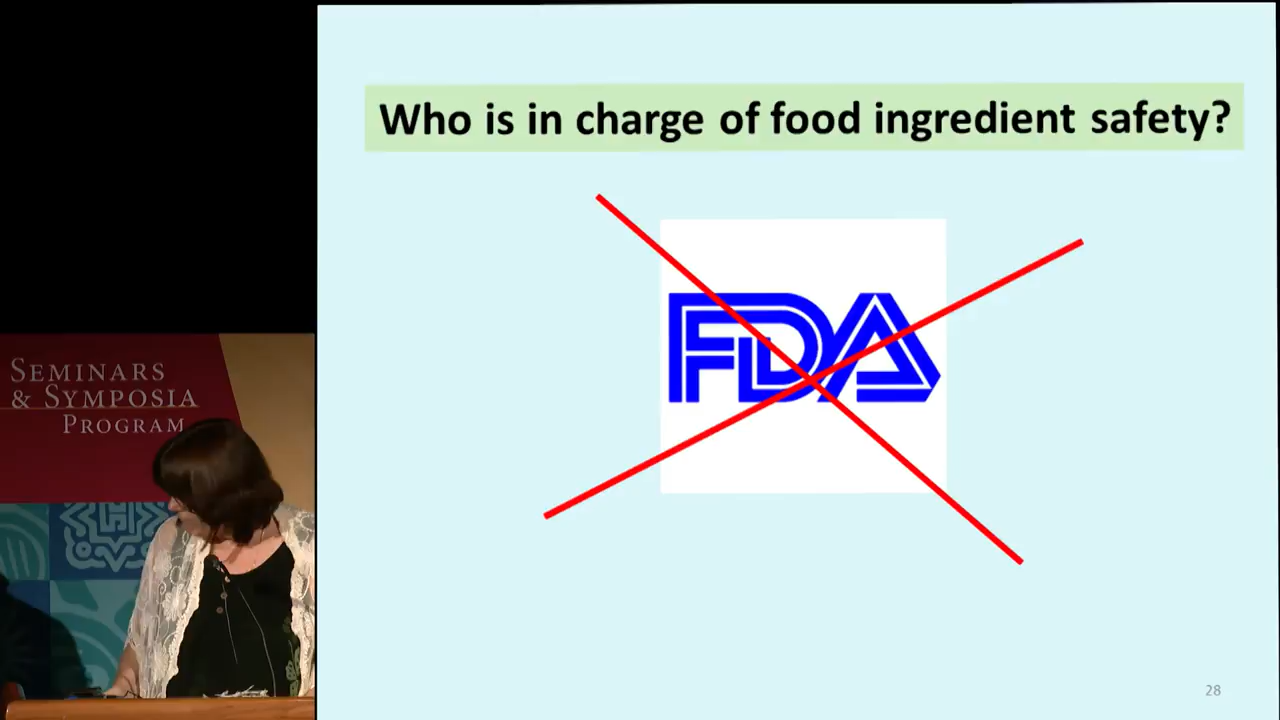 Who is in charge of food ingredient safety?
FDA
SEMINARS
& SYMPOSIA
PROGRAM
28